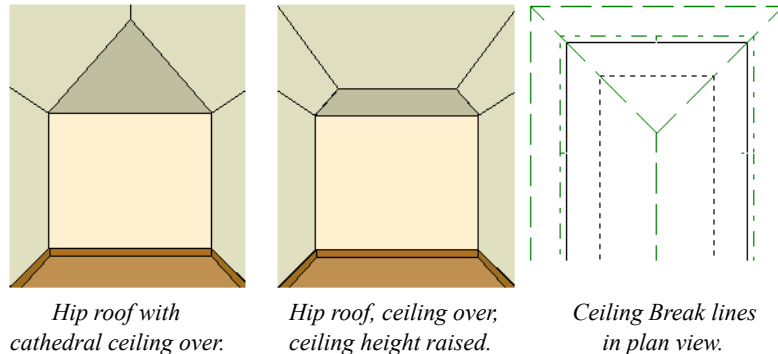 Hip roof with
cathedral ceiling over.
Hip roof, ceiling over,
ceiling height raised.
Ceiling Break lines
in plan view.